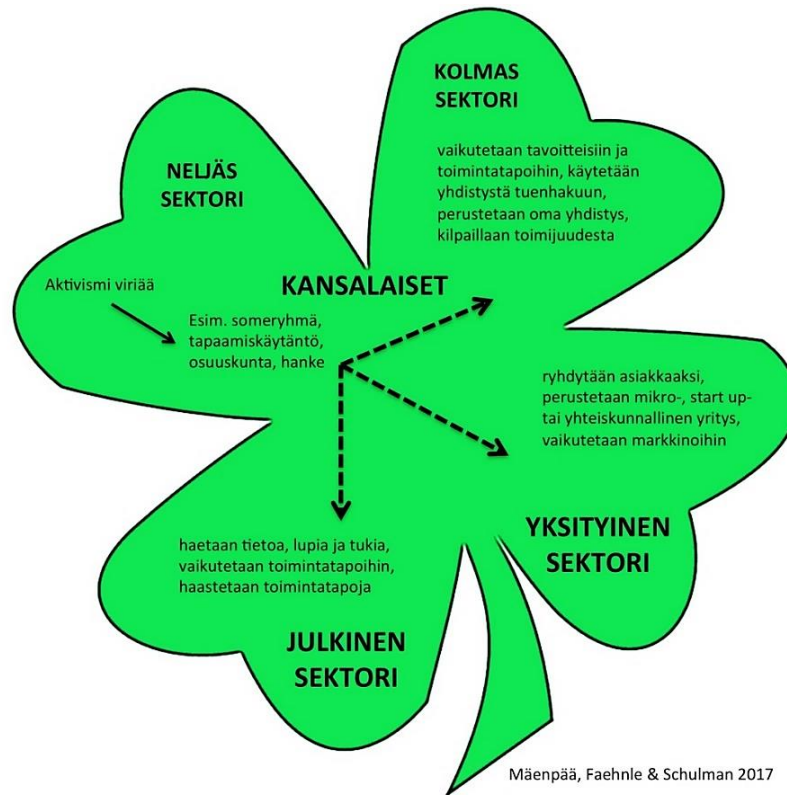 KOLMAS
SEKTORI
vaikutetaan tavoitteisiin ja
toimintatapoihin, käytetään
yhdistystä tuenhakuun,
perustetaan oma yhdistys,
kilpaillaan toimijuudesta
NELJÄS
SEKTORI
KANSALAISET
Aktivismi viriää
Esim. someryhmä,
tapaamiskäytäntö,
osuuskunta, hanke
ryhdytään asiakkaaksi,
perustetaan mikro-, start up-
tai yhteiskunnallinen yritys,
vaikutetaan markkinoihin
YKSITYINEN
SEKTORI
haetaan tietoa, lupia ja tukia,
vaikutetaan toimintatapoihin,
haastetaan toimintatapoja
JULKINEN
SEKTORI
Mäenpää, Faehnle & Schulman 2017